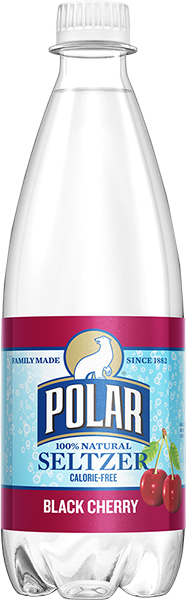 FAMILY MADE SINCE 1882
POLAR
100% NATURAL
SELTZER
CALORIE-FREE
BLACK CHERRY